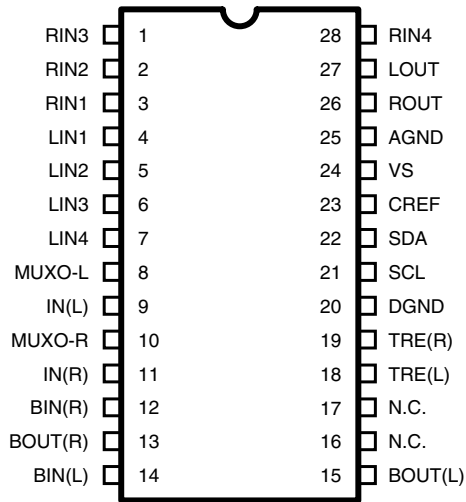 RIN3 1 28 RIN4
RIN2 2 27 LOUT
RIN1 3 26 ROUT
LIN1 4 25 AGND
LIN2 5 24 VS
LIN3 6 23 CREF
LIN4 7 22 SDA
MUXO-L 8 21 SCL
IN(L) 9 20 DGND
MUXO-R 10 19 TRE(R)
IN(R) 11 18 TRE(L)
BIN(R) 12 17 N.C.
BOUT(R) 13 16 N.C.
BIN(L) 14 15 BOUT(L)